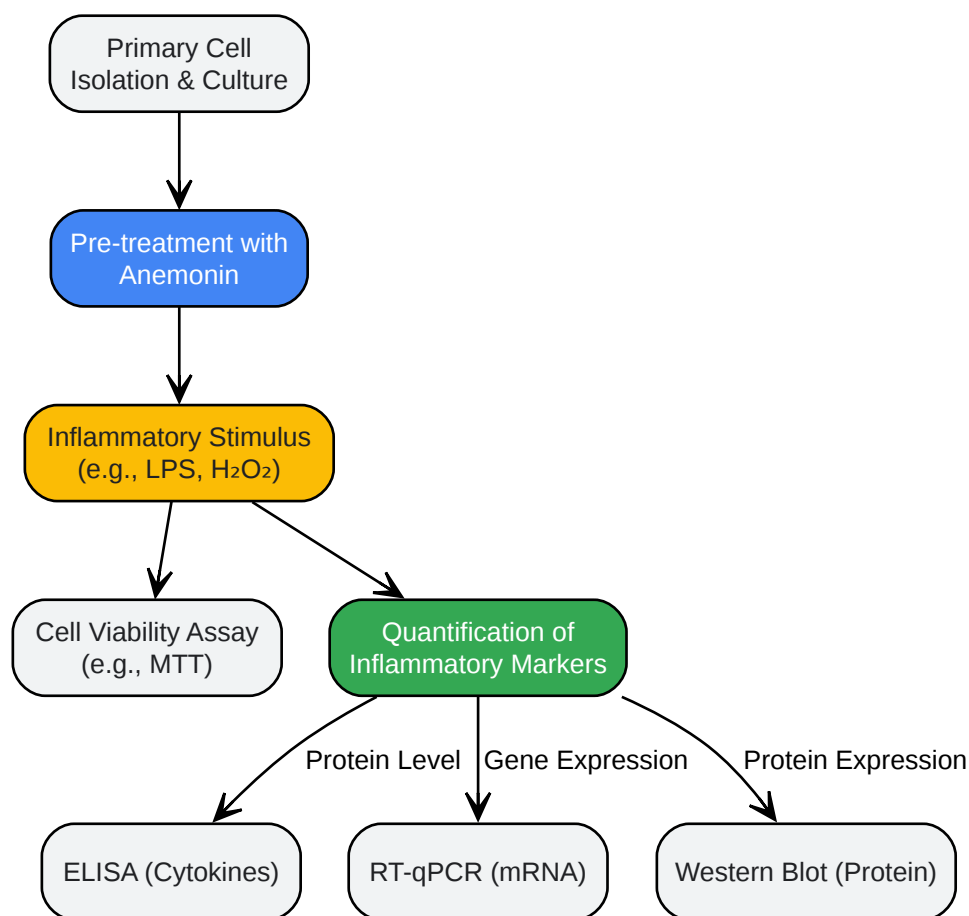 Primary Cell
Isolation & Culture
Pre-treatment with
Anemonin
Inflammatory Stimulus
(e.g., LPS, H₂O₂)
Cell Viability Assay
(e.g., MTT)
Quantification of
Inflammatory Markers
Protein Level
Gene Expression
Protein Expression
ELISA (Cytokines)
RT-qPCR (mRNA)
Western Blot (Protein)